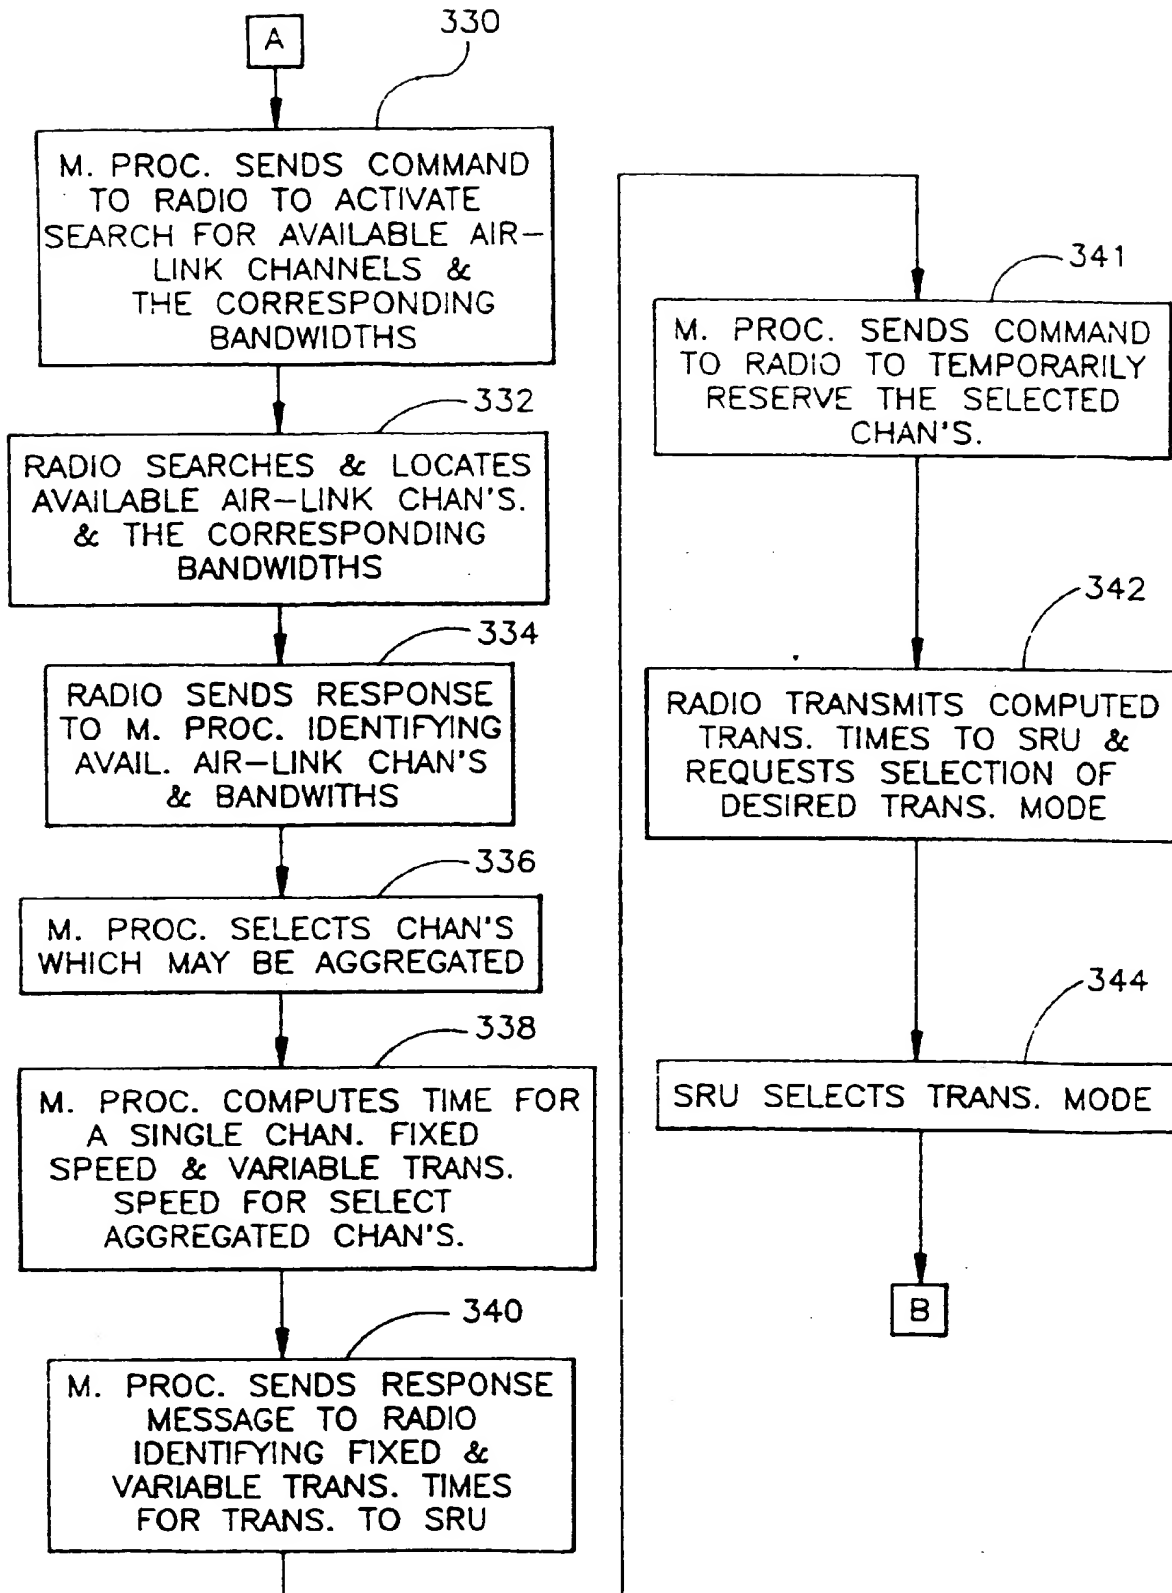 A
330
M. PROC. SENDS COMMAND
TO RADIO TO ACTIVATE
SEARCH FOR AVAILABLE AIR-
LINK CHANNELS &
THE CORRESPONDING
BANDWIDTHS
332
RADIO SEARCHES & LOCATES
AVAILABLE AIR-LINK CHAN'S.
& THE CORRESPONDING
BANDWIDTHS
334
RADIO SENDS RESPONSE
TO M. PROC. IDENTIFYING
AVAIL. AIR-LINK CHAN'S
& BANDWITHS
336
M. PROC. SELECTS CHAN'S
WHICH MAY BE AGGREGATED
338
M. PROC. COMPUTES TIME FOR
A SINGLE CHAN. FIXED
SPEED & VARIABLE TRANS.
SPEED FOR SELECT
AGGREGATED CHAN'S.
340
M. PROC. SENDS RESPONSE
MESSAGE TO RADIO
IDENTIFYING FIXED &
VARIABLE TRANS. TIMES
FOR TRANS. TO SRU
341
M. PROC. SENDS COMMAND
TO RADIO TO TEMPORARILY
RESERVE THE SELECTED
CHAN'S.
342
RADIO TRANSMITS COMPUTED
TRANS. TIMES TO SRU &
REQUESTS SELECTION OF
DESIRED TRANS. MODE
344
SRU SELECTS TRANS. MODE
B